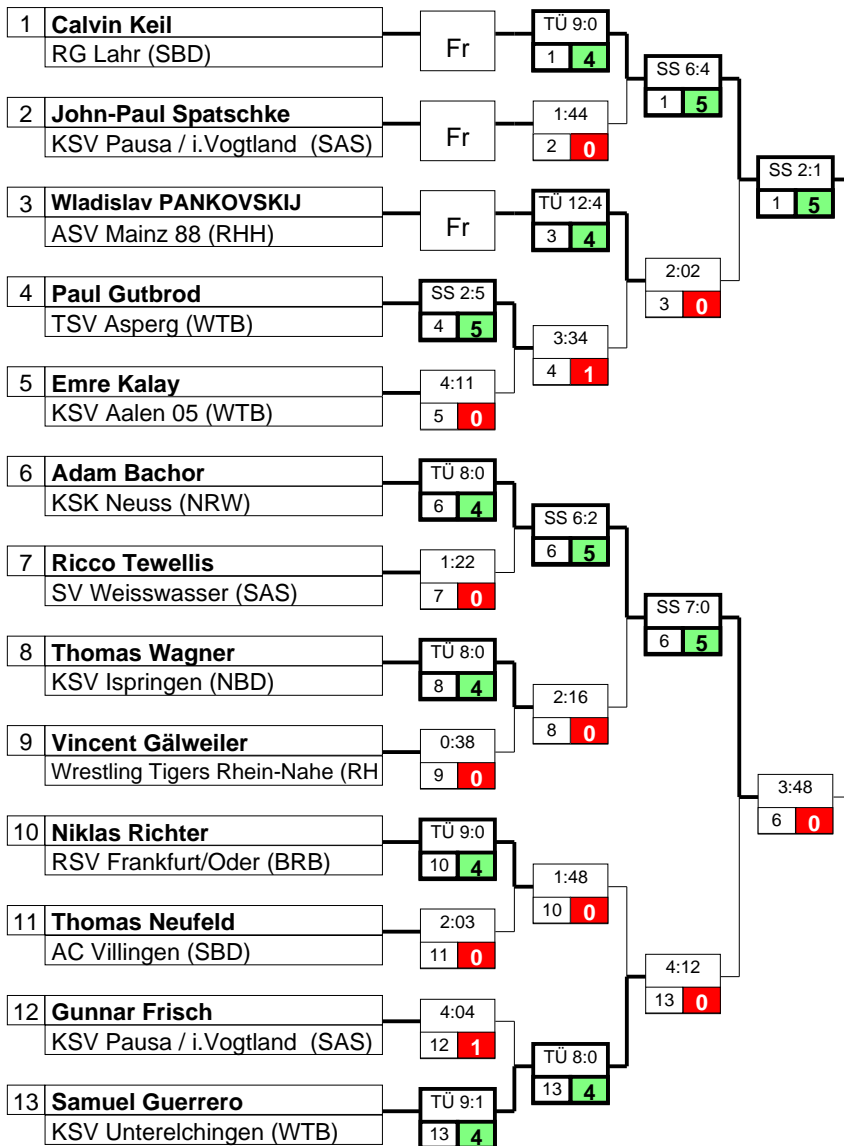 1 Calvin Keil
RG Lahr (SBD)
Fr
TÜ 9:0
1 4
SS 6:4
1 5
2 John-Paul Spatschke
KSV Pausa / i.Vogtland (SAS)
Fr
1:44
2 0
SS 2:1
1 5
3 Wladislav PANKOVSKIJ
ASV Mainz 88 (RHH)
Fr
TÜ 12:4
3 4
2:02
3 0
4 Paul Gutbrod
TSV Asperg (WTB)
SS 2:5
4 5
3:34
4 1
5 Emre Kalay
KSV Aalen 05 (WTB)
4:11
5 0
6 Adam Bachor
KSK Neuss (NRW)
TÜ 8:0
6 4
SS 6:2
6 5
7 Ricco Tewellis
SV Weisswasser (SAS)
1:22
7 0
SS 7:0
6 5
8 Thomas Wagner
KSV Ispringen (NBD)
TÜ 8:0
8 4
2:16
8 0
9 Vincent Gälweiler
Wrestling Tigers Rhein-Nahe (RH
0:38
9 0
3:48
6 0
10 Niklas Richter
RSV Frankfurt/Oder (BRB)
TÜ 9:0
10 4
1:48
10 0
11 Thomas Neufeld
AC Villingen (SBD)
2:03
11 0
4:12
13 0
12 Gunnar Frisch
KSV Pausa / i.Vogtland (SAS)
4:04
12 1
TÜ 8:0
13 4
13 Samuel Guerrero
KSV Unterelchingen (WTB)
TÜ 9:1
13 4